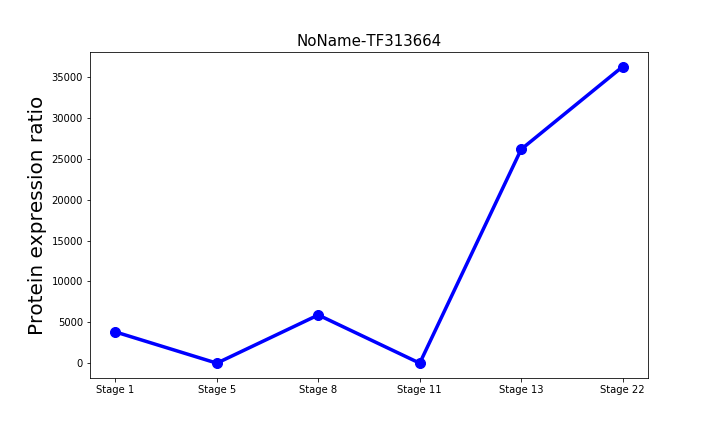 NoName-TF313664
Protein expression ratio
35000
30000
25000
20000
15000
10000
5000
0
Stage 1 Stage 5 Stage 8 Stage 11 Stage 13 Stage 22